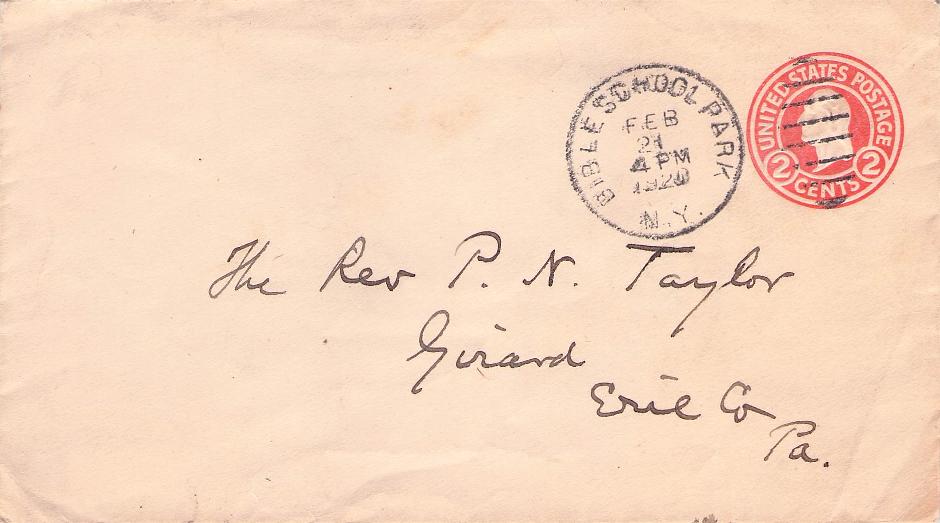 BIBLE SCHOOL PARK
FEB
21
4 PM
1920
N.Y.
UNITED STATES POSTAGE
2 CENTS 2
The Rev P. N. Taylor
Girard
Erie Co
Pa.